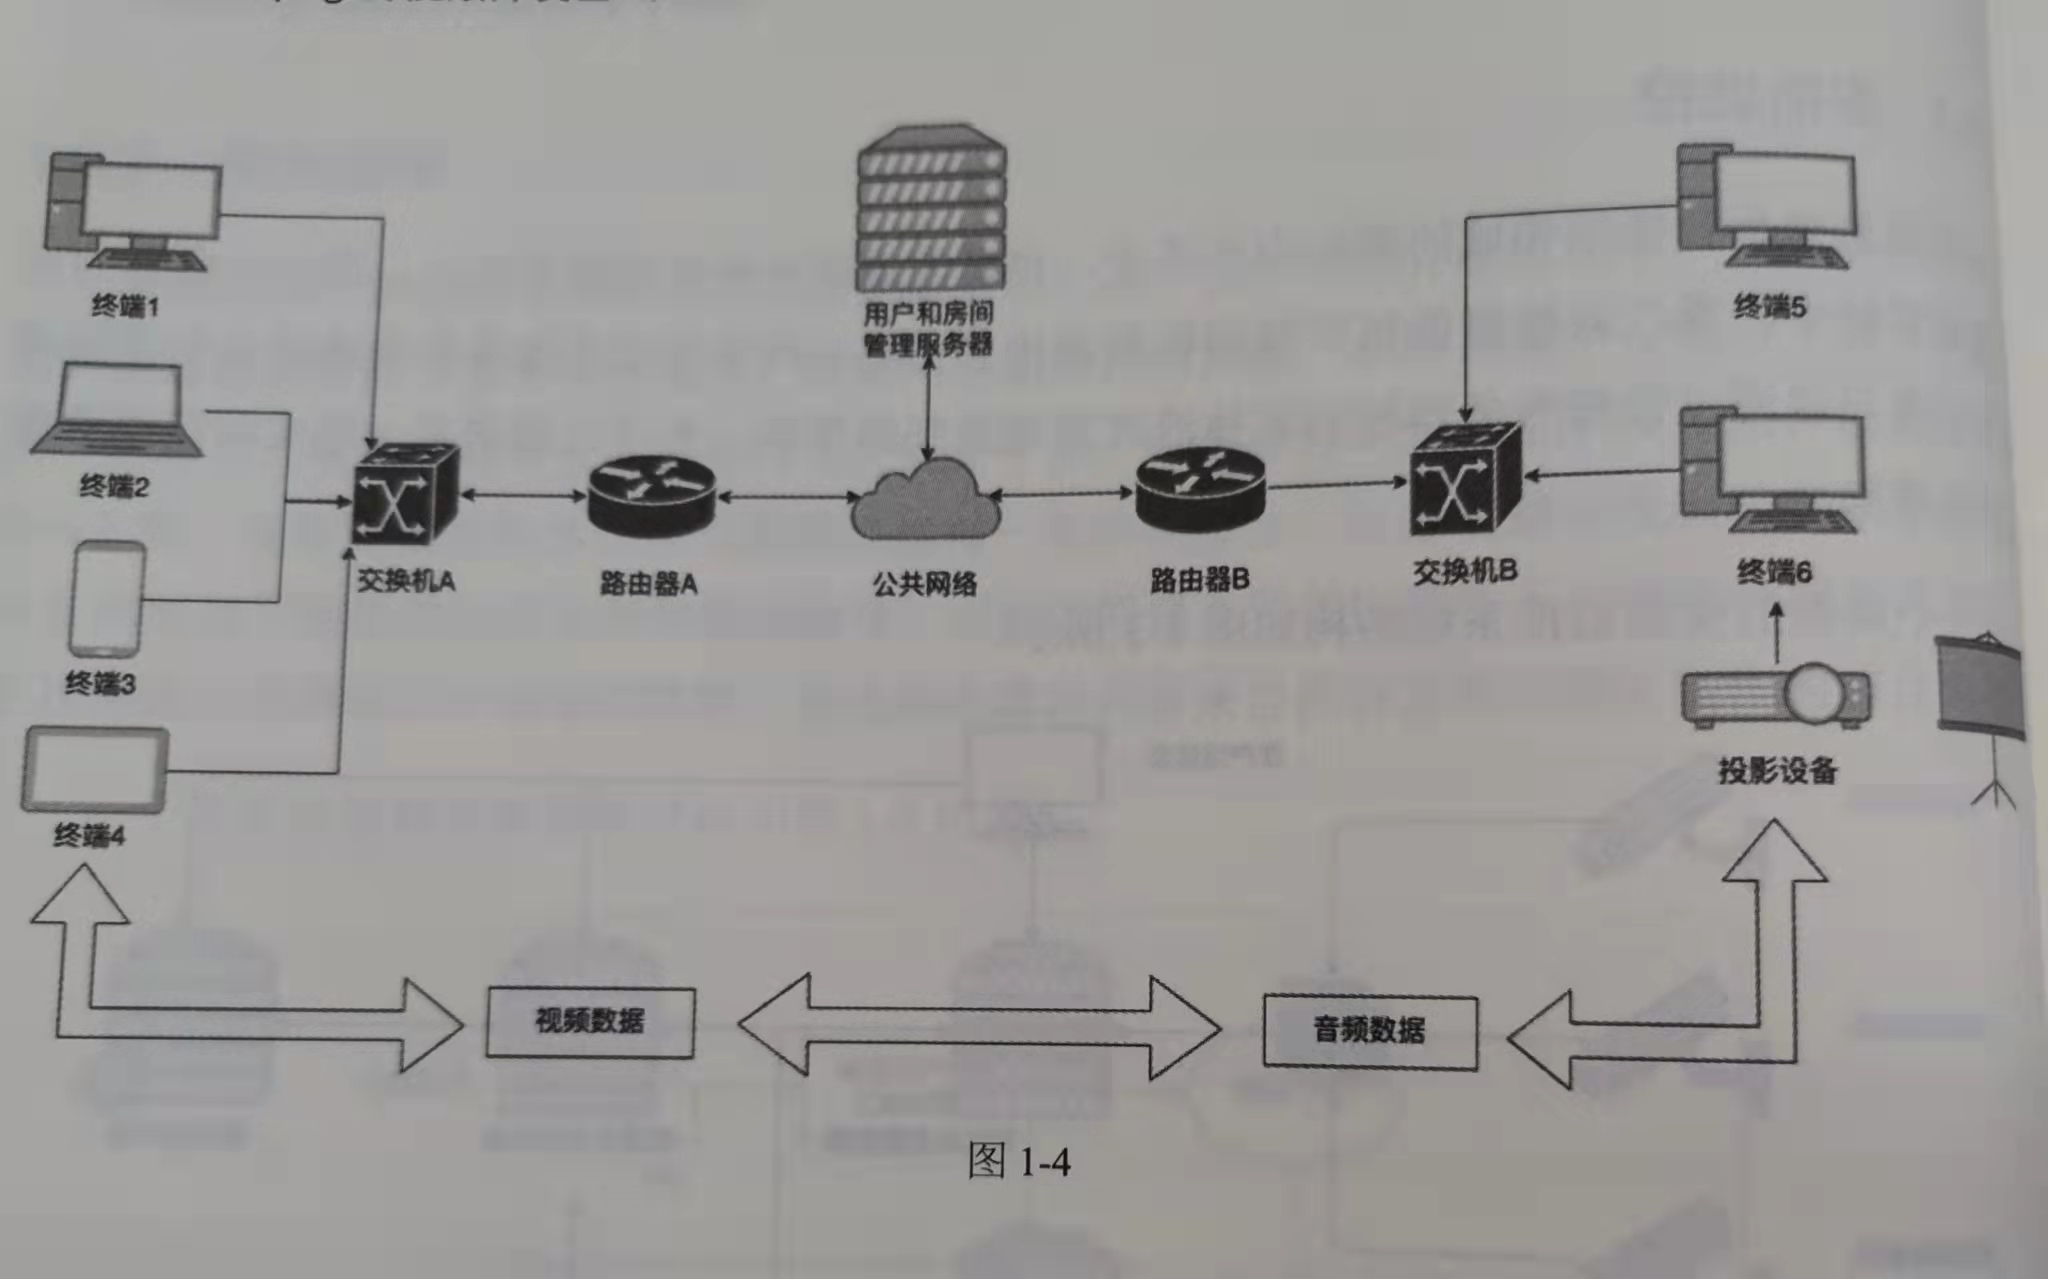 终端1
终端2
终端3
终端4
交换机A
路由器A
用户和房间
管理服务器
公共网络
路由器B
交换机B
终端5
终端6
投影设备
视频数据
音频数据
图 1-4